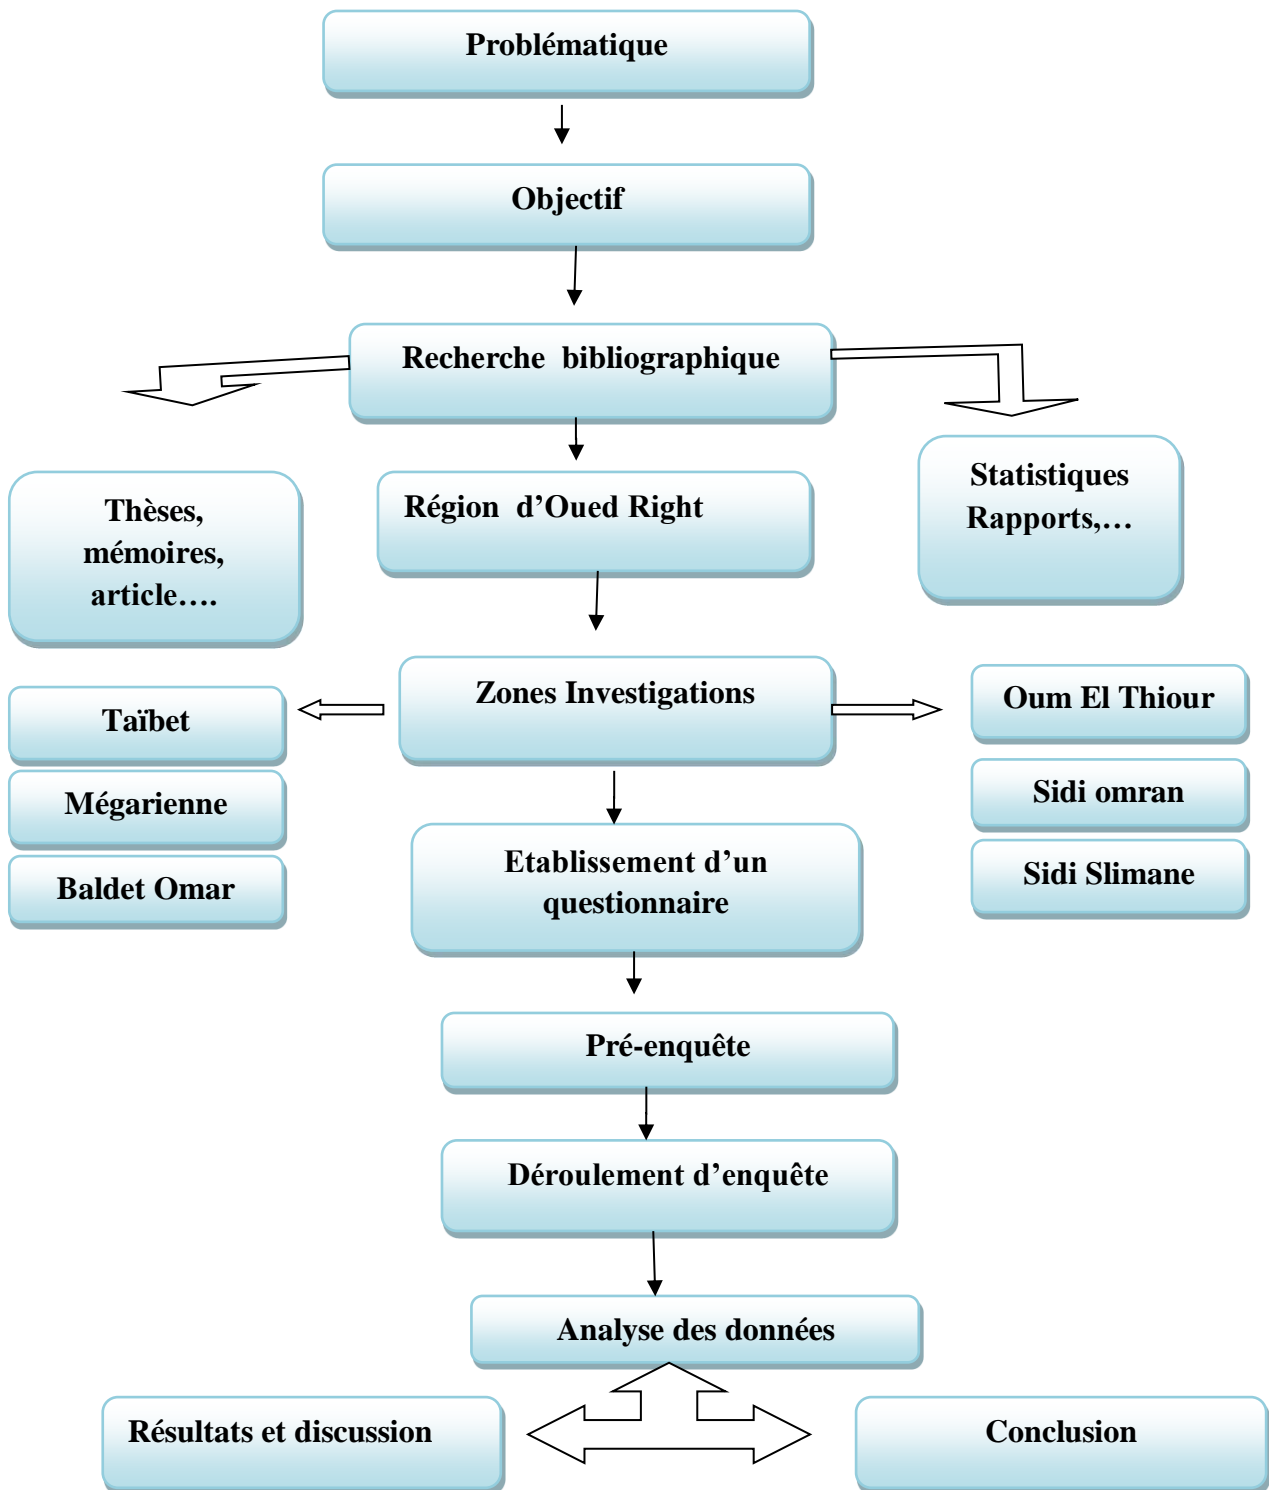 Problématique
Objectif
Recherche bibliographique
Thèses,
mémoires,
article….
Région d’Oued Right
Statistiques
Rapports,…
Zones Investigations
Taïbet
Mégarienne
Baldet Omar
Oum El Thiour
Sidi omran
Sidi Slimane
Etablissement d’un
questionnaire
Pré-enquête
Déroulement d’enquête
Analyse des données
Résultats et discussion
Conclusion